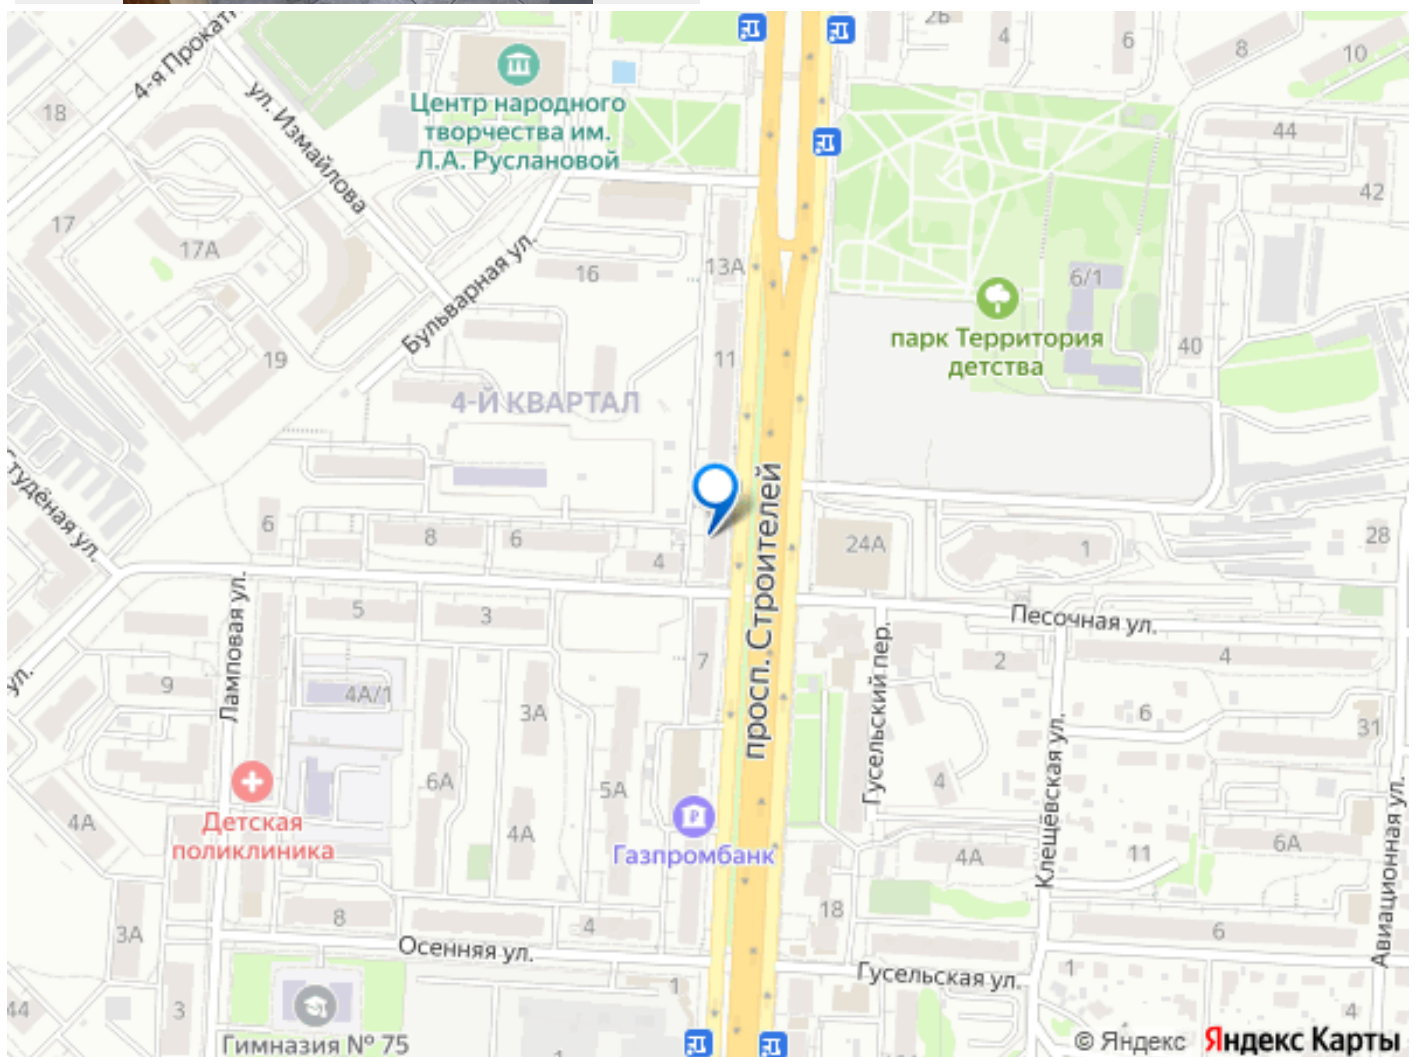 2Б
4
6
8
10
4-я Прокатн
18
ул. Измайлова
Центр народного
творчества им.
Л.А. Руслановой
44
42
17
17А
Бульварная ул.
16
13А
6/1
парк Территория
детства
40
19
11
4-Й КВАРТАЛ
тудёная ул.
6
8
6
4
24А
1
28
просп. Строителей
Ламповая ул.
5
3
Песочная ул.
7
2
4
ул.
9
4А/1
3А
Гусельский пер.
6
31
Клещёвская ул.
6А
5А
4
4А
Детская
поликлиника
4А
Газпромбанк
4А
11
6А
Авиационная ул.
3А
8
4
18
6
Осенняя ул.
Гусельская ул.
1
1
44
3
Гимназия № 75
4
© Яндекс Яндекс Карты